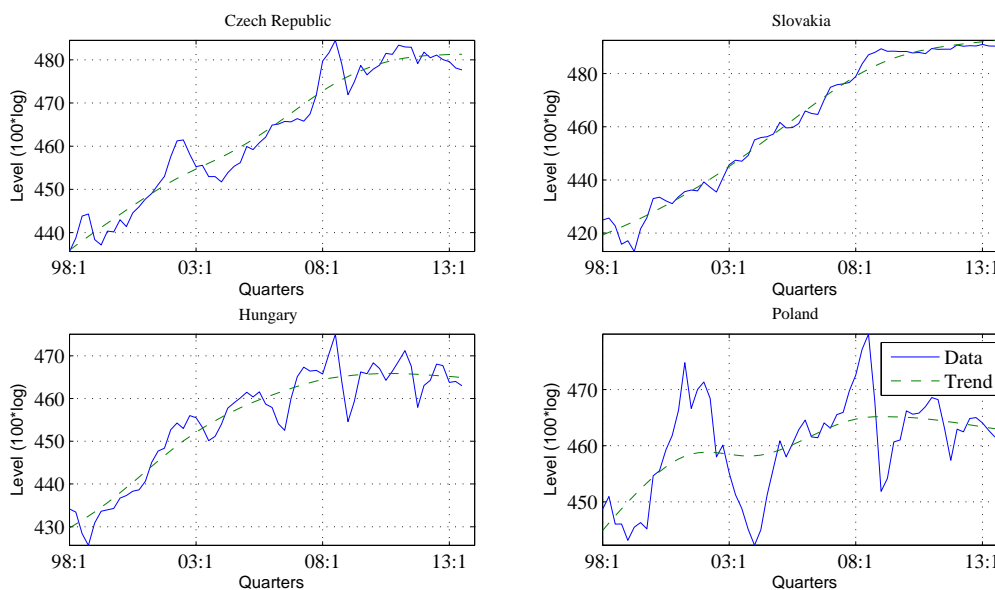 Czech Republic
Level (100*log)
480
470
460
450
440
98:1 03:1 08:1 13:1
Quarters
Slovakia
Level (100*log)
480
460
440
420
98:1 03:1 08:1 13:1
Quarters
Hungary
Level (100*log)
470
460
450
440
430
98:1 03:1 08:1 13:1
Quarters
Poland
Level (100*log)
470
460
450
98:1 03:1 08:1 13:1
Quarters
Data
Trend